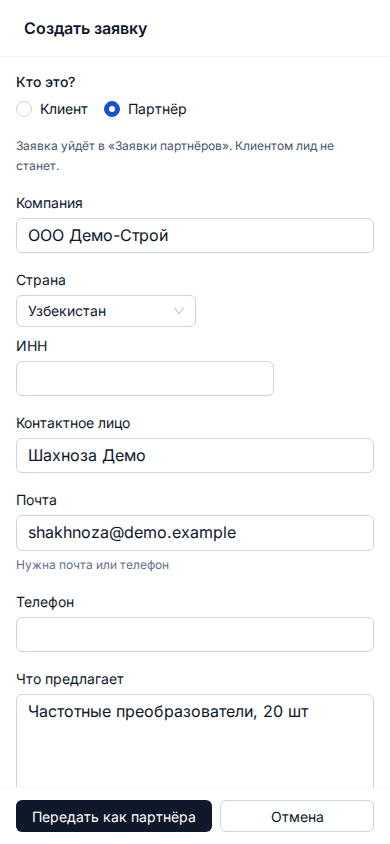 Создать заявку
Кто это?
Клиент
Партнёр
Заявка уйдёт в «Заявки партнёров». Клиентом лид не
станет.
Компания
ООО Демо-Строй
Страна
Узбекистан
ИНН
Контактное лицо
Шахноза Демо
Почта
shakhnoza@demo.example
Нужна почта или телефон
Телефон
Что предлагает
Частотные преобразователи, 20 шт
Передать как партнёра
Отмена